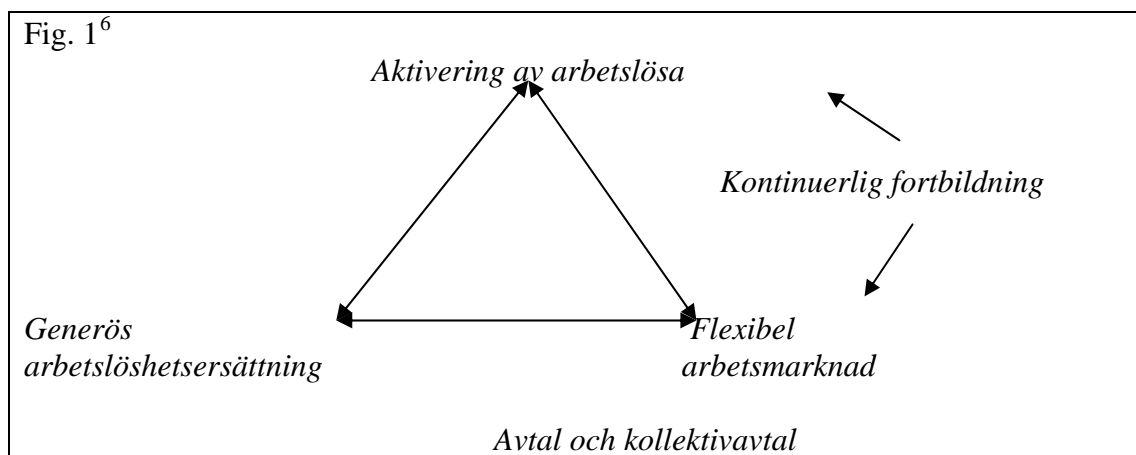 Fig. 1⁶
Aktivering av arbetslösa
Kontinuerlig fortbildning
Generös
arbetslöshetsersättning
Flexibel
arbetsmarknad
Avtal och kollektivavtal